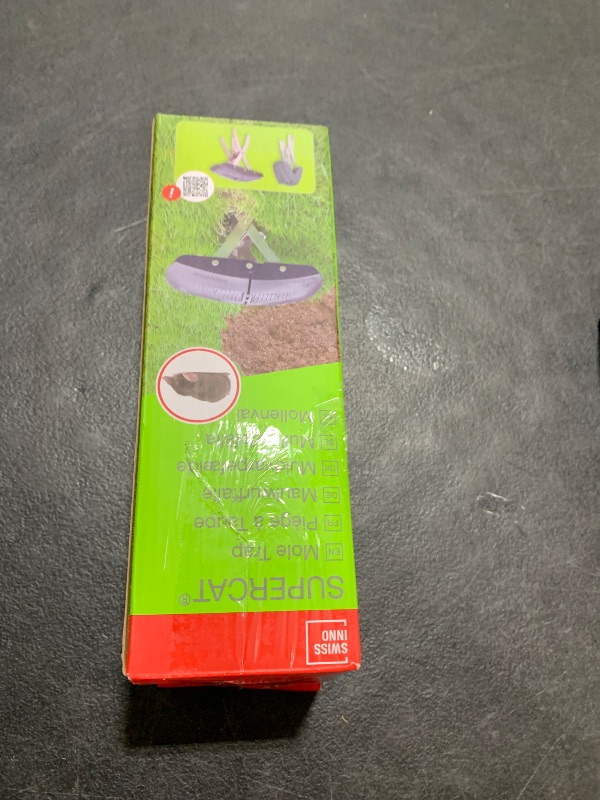 SWISS
INNO
SUPERCAT®
E Mole Trap
F Piège à Taupe
Maulwurffalle
Mollenval
!